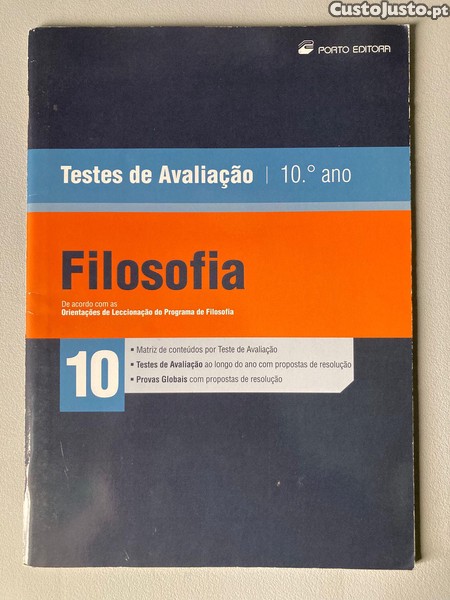 CustoJusto.pt
PORTO EDITORA
Testes de Avaliação | 10.° ano
Filosofia
De acordo com as
Orientações de Leccionação do Programa de Filosofia
10
• Matriz de conteúdos por Teste de Avaliação
• Testes de Avaliação ao longo do ano com propostas de resolução
• Provas Globais com propostas de resolução